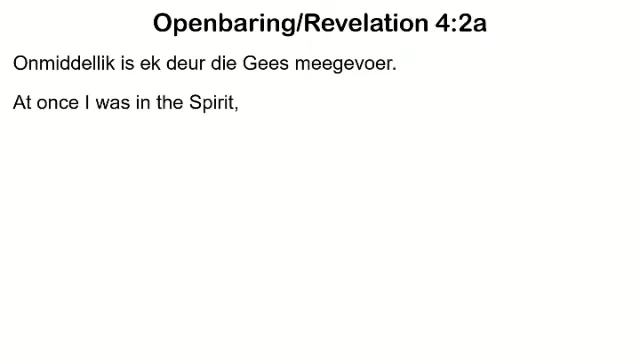 Openbaring/Revelation 4:2a
Onmiddellik is ek deur die Gees meegevoer.
At once I was in the Spirit,